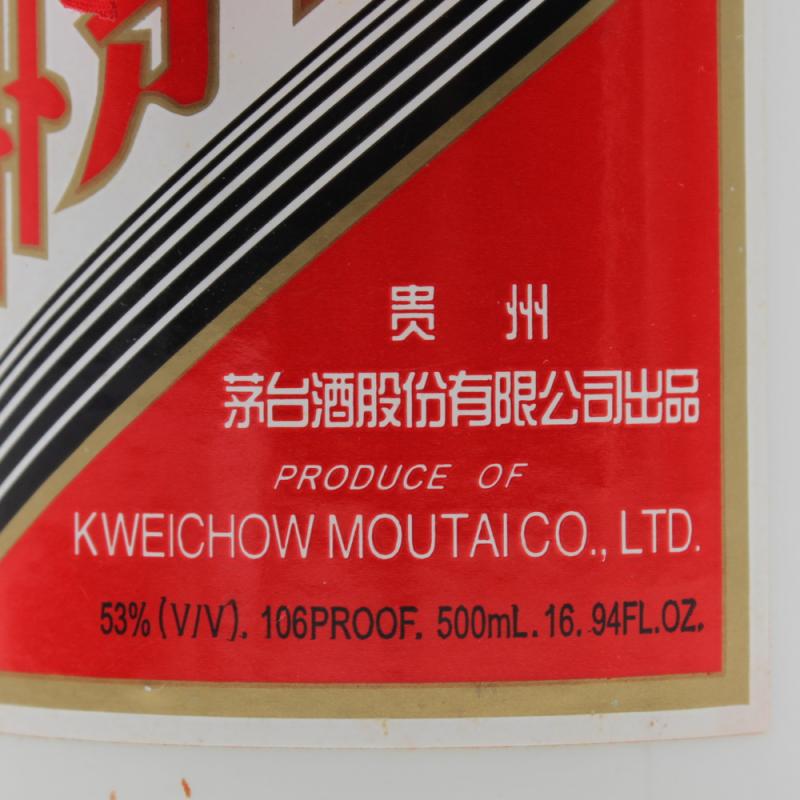 贵 州
茅台酒股份有限公司出品
PRODUCE OF
KWEICHOW MOUTAI CO., LTD.
53% (V/V). 106PROOF. 500mL. 16. 94FL.OZ.